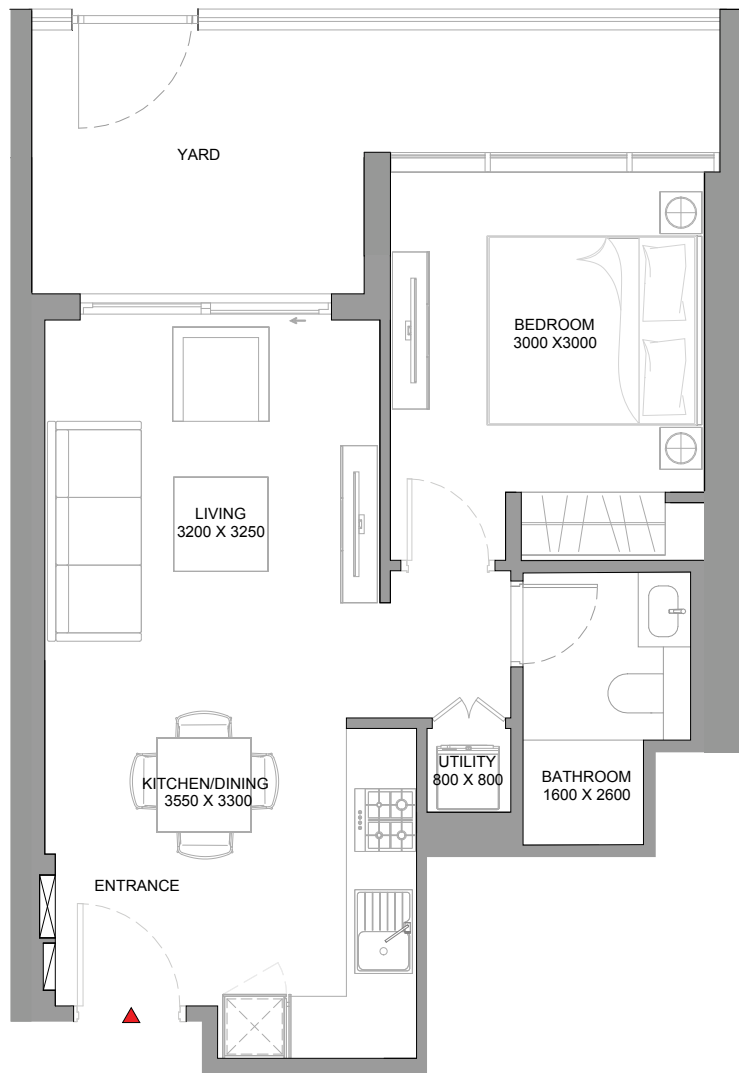 YARD
BEDROOM
3000 X3000
LIVING
3200 X 3250
UTILITY
800 X 800
KITCHEN/DINING
3550 X 3300
BATHROOM
1600 X 2600
ENTRANCE